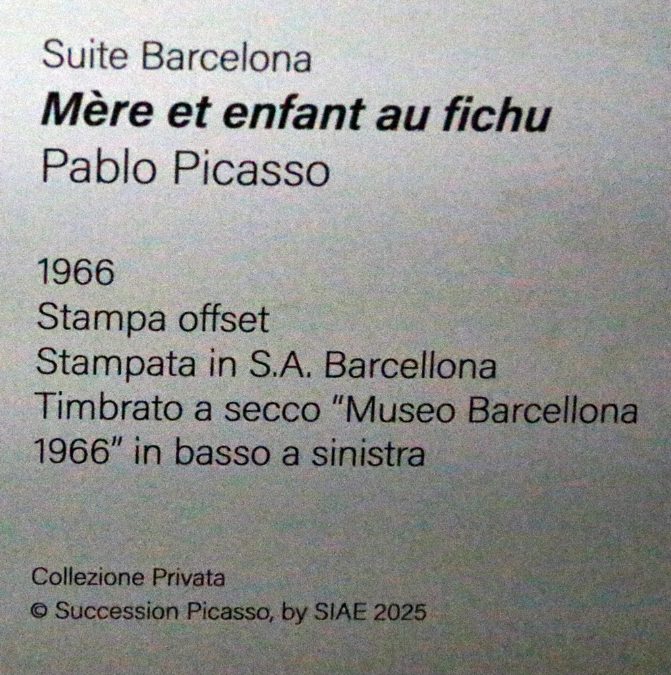 Suite Barcelona
Mère et enfant au fichu
Pablo Picasso
1966
Stampa offset
Stampata in S.A. Barcellona
Timbrato a secco "Museo Barcellona
1966" in basso a sinistra
Collezione Privata
© Succession Picasso, by SIAE 2025